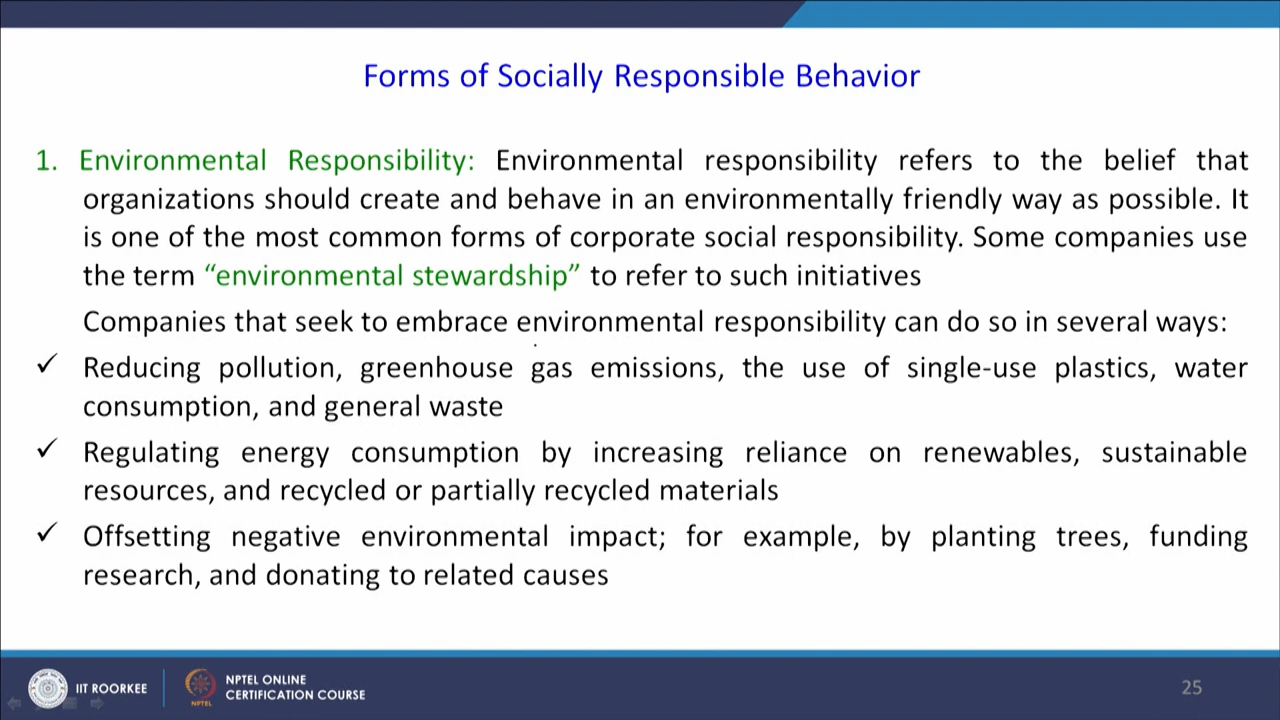 Forms of Socially Responsible Behavior
1. Environmental Responsibility: Environmental responsibility refers to the belief that
organizations should create and behave in an environmentally friendly way as possible. It
is one of the most common forms of corporate social responsibility. Some companies use
the term “environmental stewardship” to refer to such initiatives
Companies that seek to embrace environmental responsibility can do so in several ways:
✓ Reducing pollution, greenhouse gas emissions, the use of single-use plastics, water
consumption, and general waste
✓ Regulating energy consumption by increasing reliance on renewables, sustainable
resources, and recycled or partially recycled materials
✓ Offsetting negative environmental impact; for example, by planting trees, funding
research, and donating to related causes
IIT ROORKEE
NPTEL
NPTEL ONLINE
CERTIFICATION COURSE
25